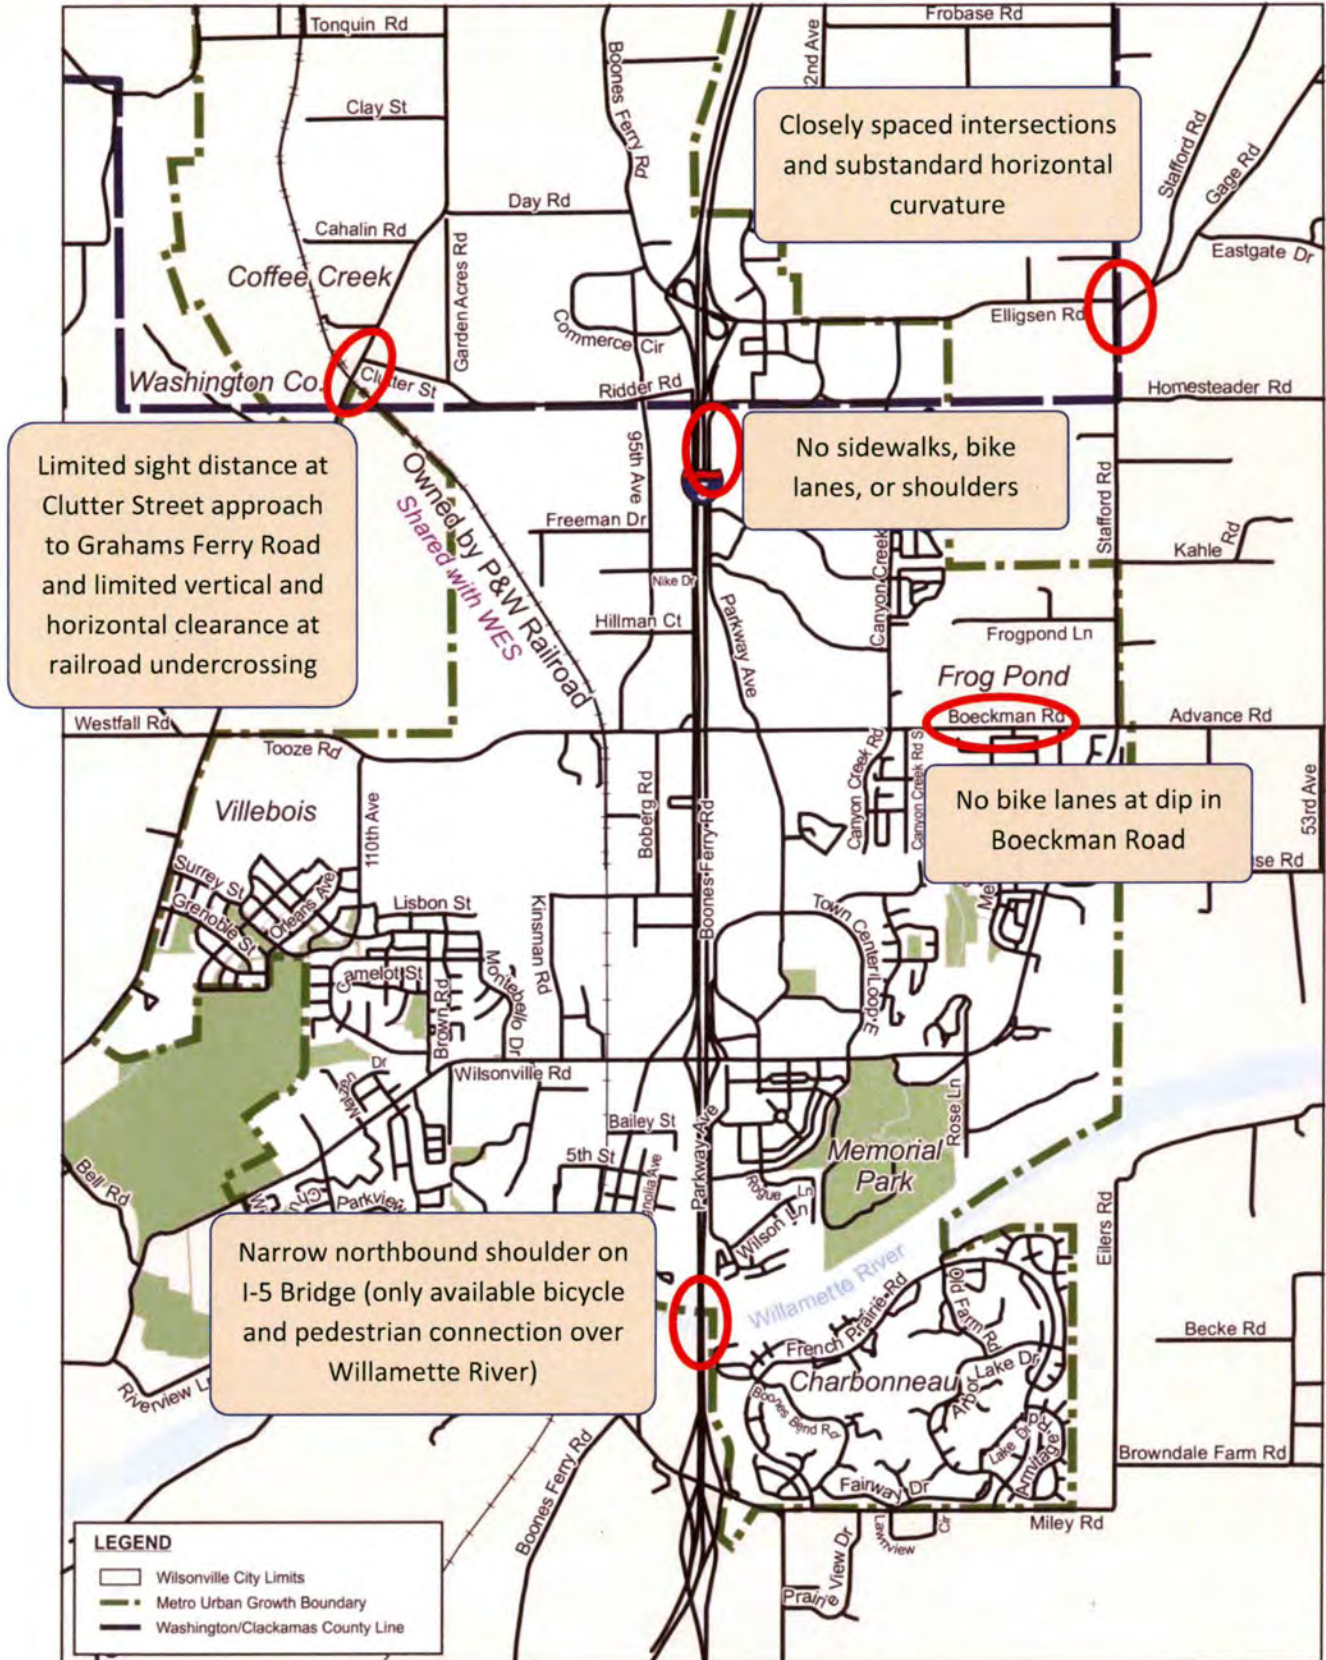 Tonquin Rd
Frobase Rd
Boones Ferry Rd
2nd Ave
Clay St
Closely spaced intersections
and substandard horizontal
curvature
Stafford Rd
Gage Rd
Day Rd
Cahalin Rd
Coffee Creek
Garden Acres Rd
Eastgate Dr
Elligsen Rd
Commerce Cir
Washington Co.
Clutter St
Ridder Rd
Homesteader Rd
Limited sight distance at
Clutter Street approach
to Grahams Ferry Road
and limited vertical and
horizontal clearance at
railroad undercrossing
No sidewalks, bike
lanes, or shoulders
Owned by P&W Railroad
Shared with WES
95th Ave
Freeman Dr
Nike Dr
Hillman Ct
Parkway Ave
Canyon Creek
Stafford Rd
Kahle Rd
Frogpond Ln
Frog Pond
Boeckman Rd
Advance Rd
Westfall Rd
Tooze Rd
Canyon Creek Rd
Canyon Creek Rd S
No bike lanes at dip in
Boeckman Road
53rd Ave
se Rd
Villebois
110th Ave
Boberg Rd
Boones Ferry Rd
Surrey St
Grenoble St
Orleans Ave
Lisbon St
Kinsman Rd
Town Center Loop E
Camelot St
Brown Rd
Montebello Dr
Wilsonville Rd
Dr
Bailey St
5th St
Parkway Ave
Rose Ln
Memorial
Park
Bell Rd
Parkview
Rogue Ln
Wilson Ln
Eilers Rd
Narrow northbound shoulder on
I-5 Bridge (only available bicycle
and pedestrian connection over
Willamette River)
Willamette River
French Prairie Rd
Old Farm Rd
Becke Rd
Charbonneau
Arbor Lake Dr
Lake Dr
Armitage Rd
Boones Bend Rd
Fairway Dr
Browndale Farm Rd
Boones Ferry Rd
Miley Rd
Lawnview Cir
Prairie View Dr
LEGEND
Wilsonville City Limits
Metro Urban Growth Boundary
Washington/Clackamas County Line